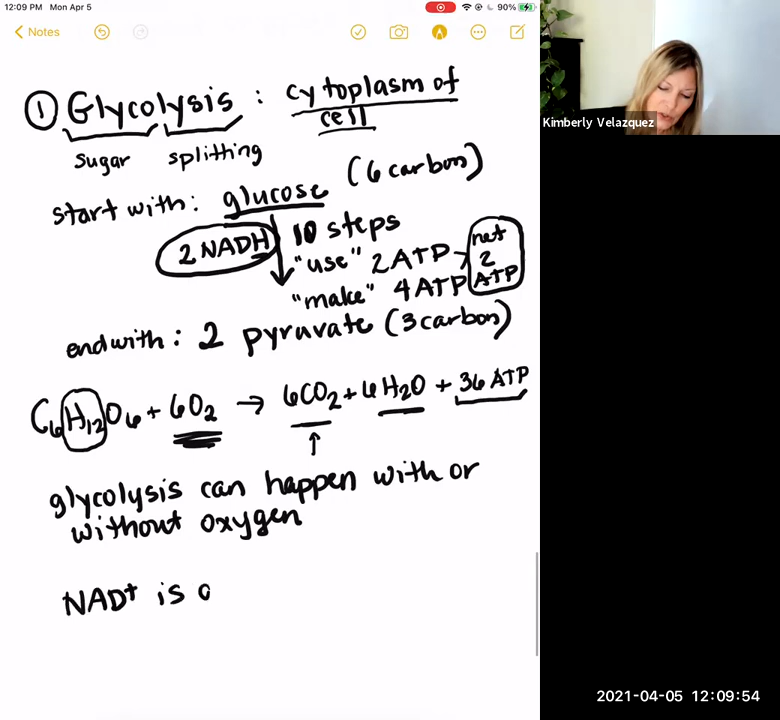 12:09 PM Mon Apr 5
90%
Notes
Kimberly Velazquez
① Glycolysis : cytoplasm of
cell
sugar splitting
start with: glucose (6 carbon)
2 NADH
10 steps
"use" 2 ATP
"make" 4 ATP
net
2
ATP
end with: 2 pyruvate (3 carbon)
C6H12O6 + 6O2 → 6CO2 + 6H2O + 36 ATP
glycolysis can happen with or
without oxygen
NAD+ is a
2021-04-05 12:09:54